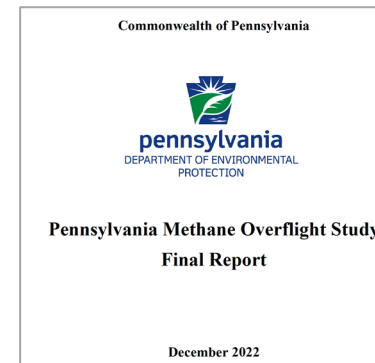 Commonwealth of Pennsylvania
pennsylvania
DEPARTMENT OF ENVIRONMENTAL
PROTECTION
Pennsylvania Methane Overflight Study
Final Report
December 2022